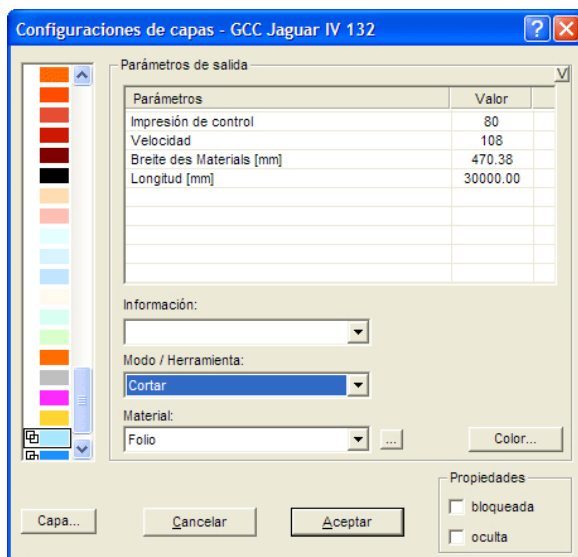 Configuraciones de capas - GCC Jaguar IV 132
Parámetros de salida
V
Parámetros Valor
Impresión de control 80
Velocidad 108
Breite des Materials [mm] 470.38
Longitud [mm] 30000.00
Información:
Modo / Herramienta:
Cortar
Material:
Folio
...
Color...
Propiedades
bloqueada
oculta
Capa...
Cancelar
Aceptar